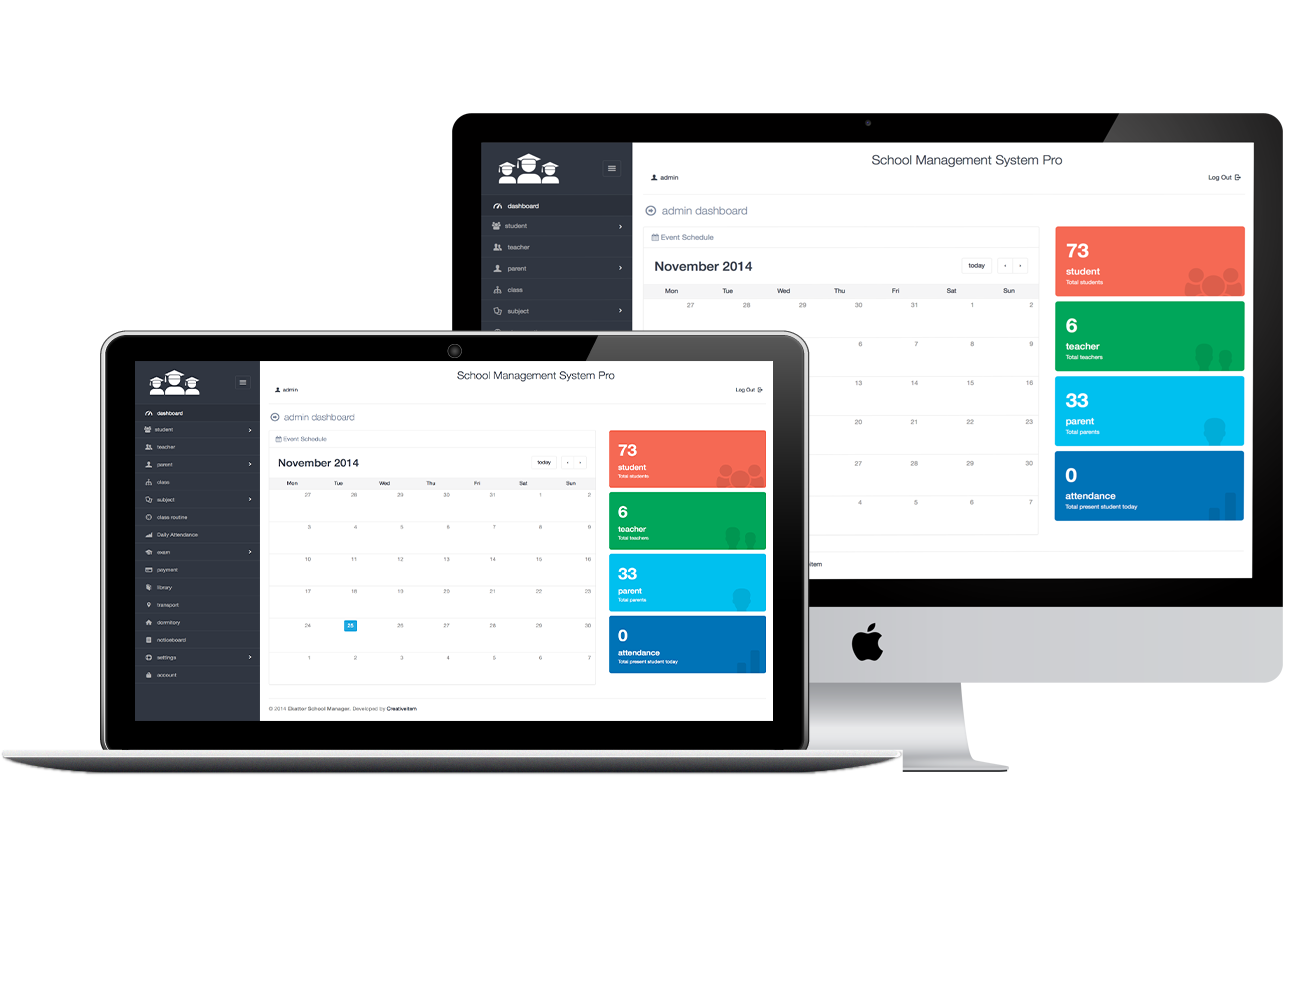 School Management System Pro
admin
Log Out
dashboard
admin dashboard
student
Event Schedule
teacher
November 2014
today
parent
class
Mon Tue Wed Thu Fri Sat Sun
subject
27 28 29 30 31 1 2
6 7 8 9
13 14 15 16
20 21 22 23
27 28 29 30
4 5 6 7
73
student
Total students
6
teacher
Total teachers
33
parent
Total parents
0
attendance
Total present student today
item
School Management System Pro
admin
Log Out
dashboard
student
teacher
parent
class
subject
class routine
Daily Attendance
exam
payment
library
transport
dormitory
noticeboard
settings
account
admin dashboard
Event Schedule
November 2014
today
Mon Tue Wed Thu Fri Sat Sun
27 28 29 30 31 1 2
3 4 5 6 7 8 9
10 11 12 13 14 15 16
17 18 19 20 21 22 23
24 25 26 27 28 29 30
1 2 3 4 5 6 7
73
student
Total students
6
teacher
Total teachers
33
parent
Total parents
0
attendance
Total present student today
© 2014 Ekattor School Manager. Developed by Creativeitem